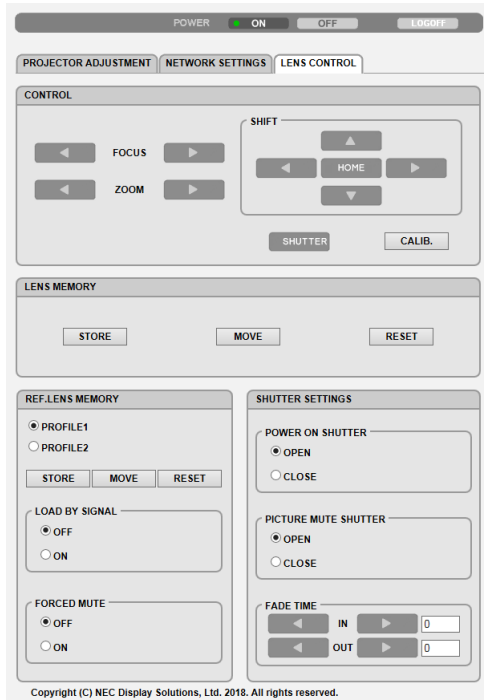 POWER ON OFF LOGOFF
PROJECTOR ADJUSTMENT NETWORK SETTINGS LENS CONTROL
CONTROL
SHIFT
FOCUS
HOME
ZOOM
SHUTTER CALIB.
LENS MEMORY
STORE MOVE RESET
REF.LENS MEMORY
PROFILE1
PROFILE2
STORE MOVE RESET
LOAD BY SIGNAL
OFF
ON
FORCED MUTE
OFF
ON
SHUTTER SETTINGS
POWER ON SHUTTER
OPEN
CLOSE
PICTURE MUTE SHUTTER
OPEN
CLOSE
FADE TIME
IN 0
OUT 0
Copyright (C) NEC Display Solutions, Ltd. 2018. All rights reserved.